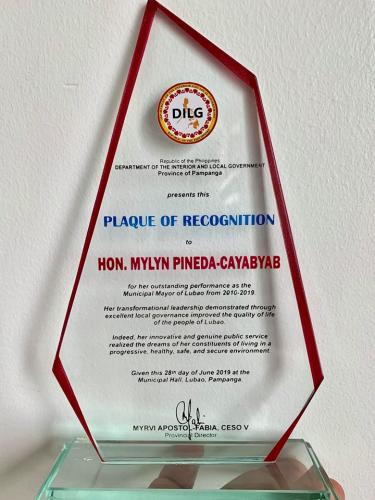 DILG
Republic of the Philippines
DEPARTMENT OF THE INTERIOR AND LOCAL GOVERNMENT
Province of Pampanga
presents this
PLAQUE OF RECOGNITION
to
HON. MYLYN PINEDA-CAYABYAB
for her outstanding performance as the
Municipal Mayor of Lubao from 2010-2019.
Her transformational leadership demonstrated through
excellent local governance improved the quality of life
of the people of Lubao.
Indeed, her innovative and genuine public service
realized the dreams of her constituents of living in a
progressive, healthy, safe, and secure environment.
Given this 28th day of June 2019 at the
Municipal Hall, Lubao, Pampanga.
MYRVI APOSTOL-FABIA, CESO V
Provincial Director